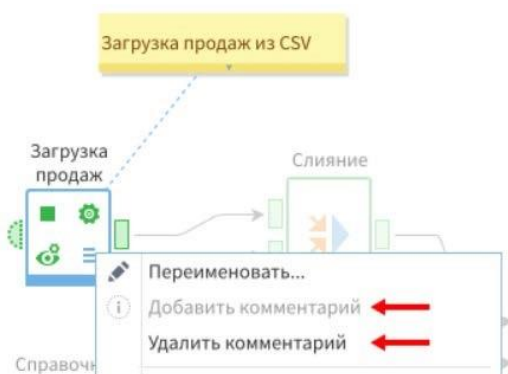 Загрузка продаж из CSV
Загрузка
продаж
Слияние
Переименовать...
Добавить комментарий
Удалить комментарий
Справочн